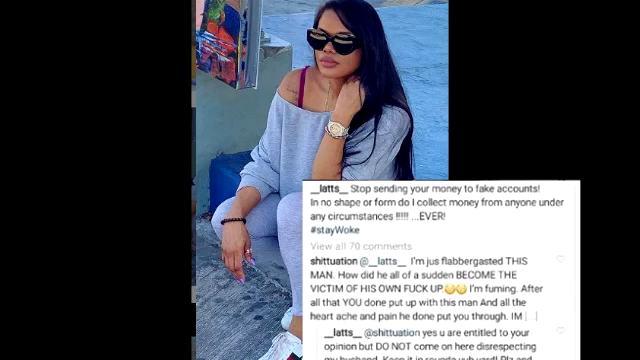 __latts__ Stop sending your money to fake accounts!
In no shape or form do I collect money from anyone under
any circumstances !!!!! ...EVER!
#stayWoke
View all 70 comments
shittuation @__latts__ I'm jus flabbergasted THIS
MAN. How did he all of a sudden BECOME THE
VICTIM OF HIS OWN FUCK UP.😳😳 I'm fuming. After
all that YOU done put up with this man And all the
heart ache and pain he done put you through. IM [...]
__latts__ @shittuation yes u are entitled to your
opinion but DO NOT come on here disrespecting
my husband. Keep it in rounda yuh yard! Plz and